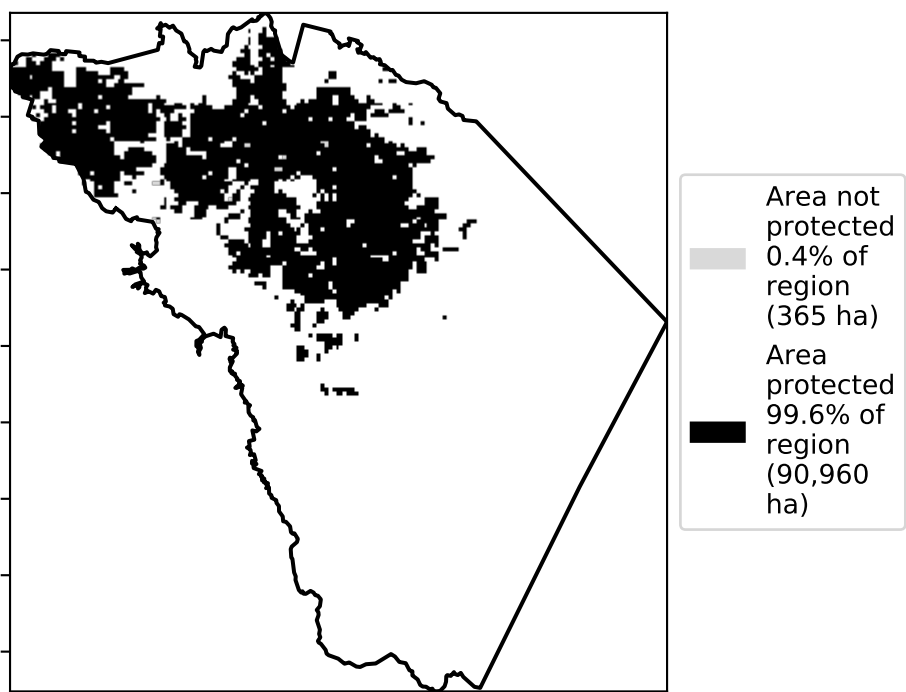 Area not
protected
0.4% of
region
(365 ha)
Area
protected
99.6% of
region
(90,960
ha)